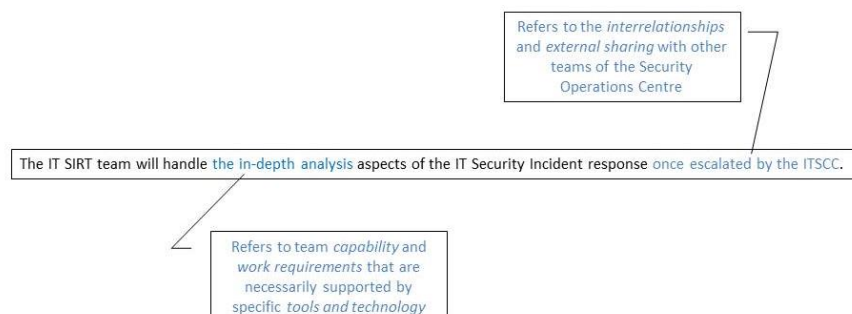 Refers to the interrelationships
and external sharing with other
teams of the Security
Operations Centre
The IT SIRT team will handle the in-depth analysis aspects of the IT Security Incident response once escalated by the ITSCC.
Refers to team capability and
work requirements that are
necessarily supported by
specific tools and technology